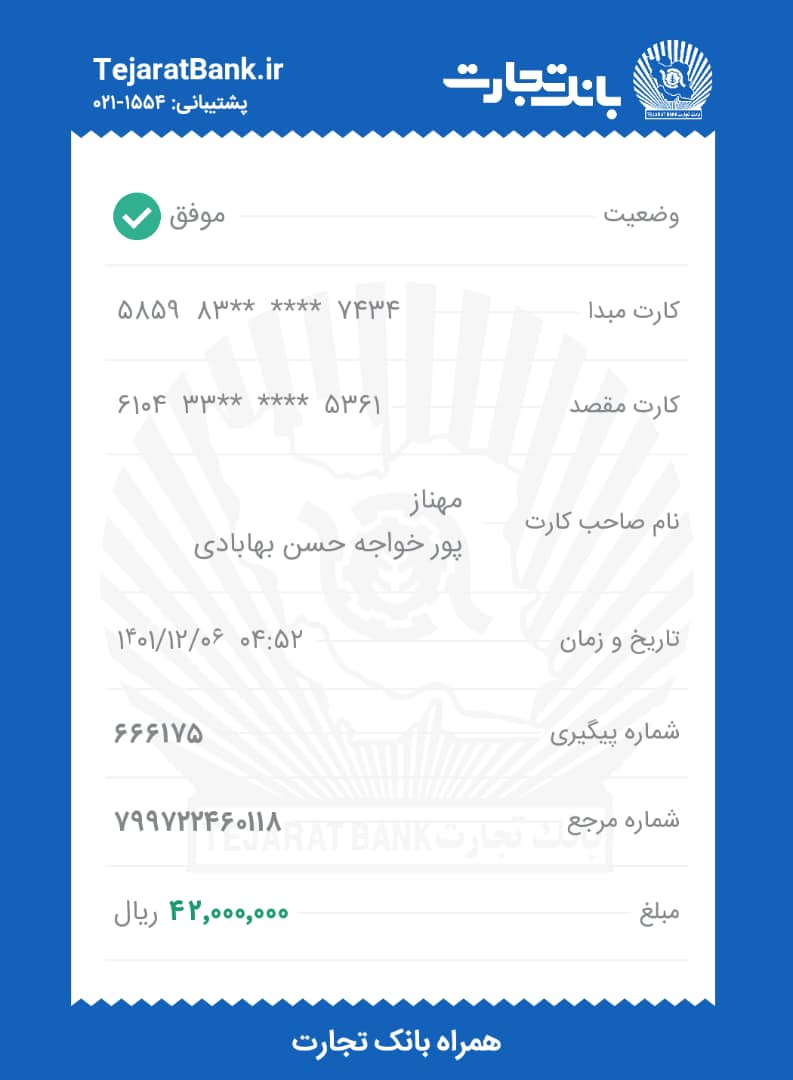 بانک تجارت
TejaratBank.ir
پشتیبانی: ۰۲۱-۱۵۵۴
وضعیت موفق
کارت مبدا ۵۸۵۹ ۸۳** **** ۷۴۳۴
کارت مقصد ۶۱۰۴ ۳۳** **** ۵۳۶۱
نام صاحب کارت مهناز
پور خواجه حسن بهابادی
تاریخ و زمان ۱۴۰۱/۱۲/۰۶ ۰۴:۵۲
شماره پیگیری ۶۶۶۱۷۵
شماره مرجع ۷۹۹۷۲۲۴۶۰۱۱۸
TEJARAT BANK بانک تجارت
مبلغ ۴۲,۰۰۰,۰۰۰ ریال
همراه بانک تجارت